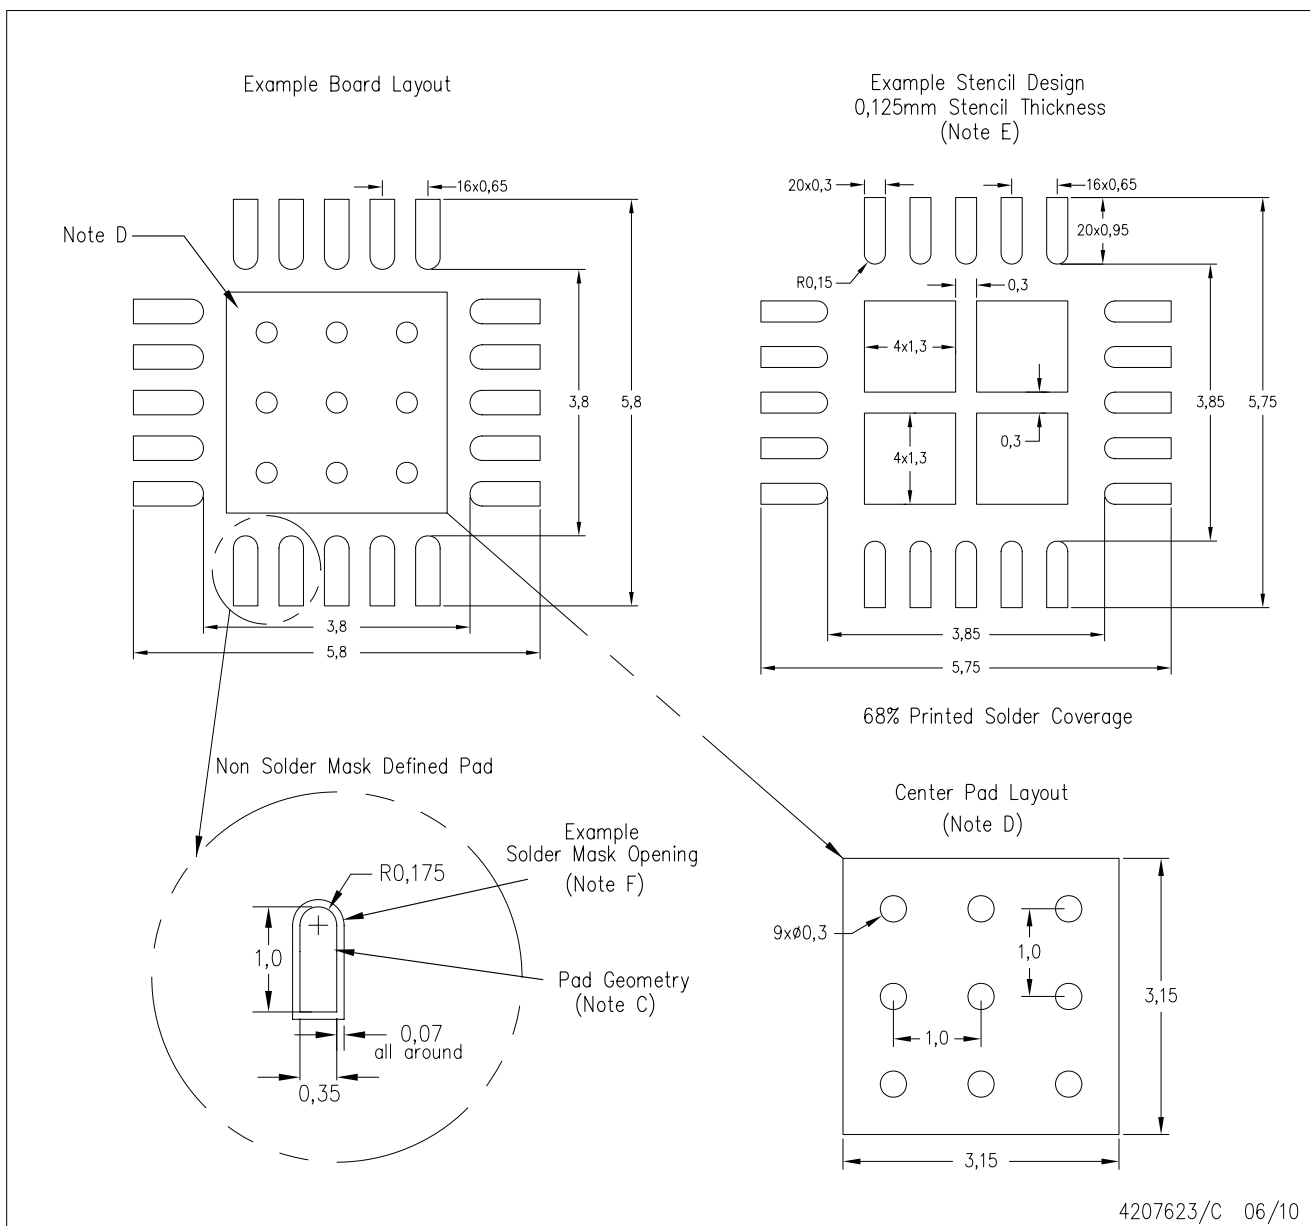 Example Board Layout
16x0,65
Note D
3,8
5,8
3,8
5,8
Example Stencil Design
0,125mm Stencil Thickness
(Note E)
20x0,3
16x0,65
20x0,95
R0,15
0,3
4x1,3
3,85
5,75
0,3
4x1,3
3,85
5,75
68% Printed Solder Coverage
Non Solder Mask Defined Pad
Example
Solder Mask Opening
(Note F)
R0,175
1,0
Pad Geometry
(Note C)
0,07
all around
0,35
Center Pad Layout
(Note D)
9xø0,3
1,0
3,15
1,0
3,15
4207623/C 06/10